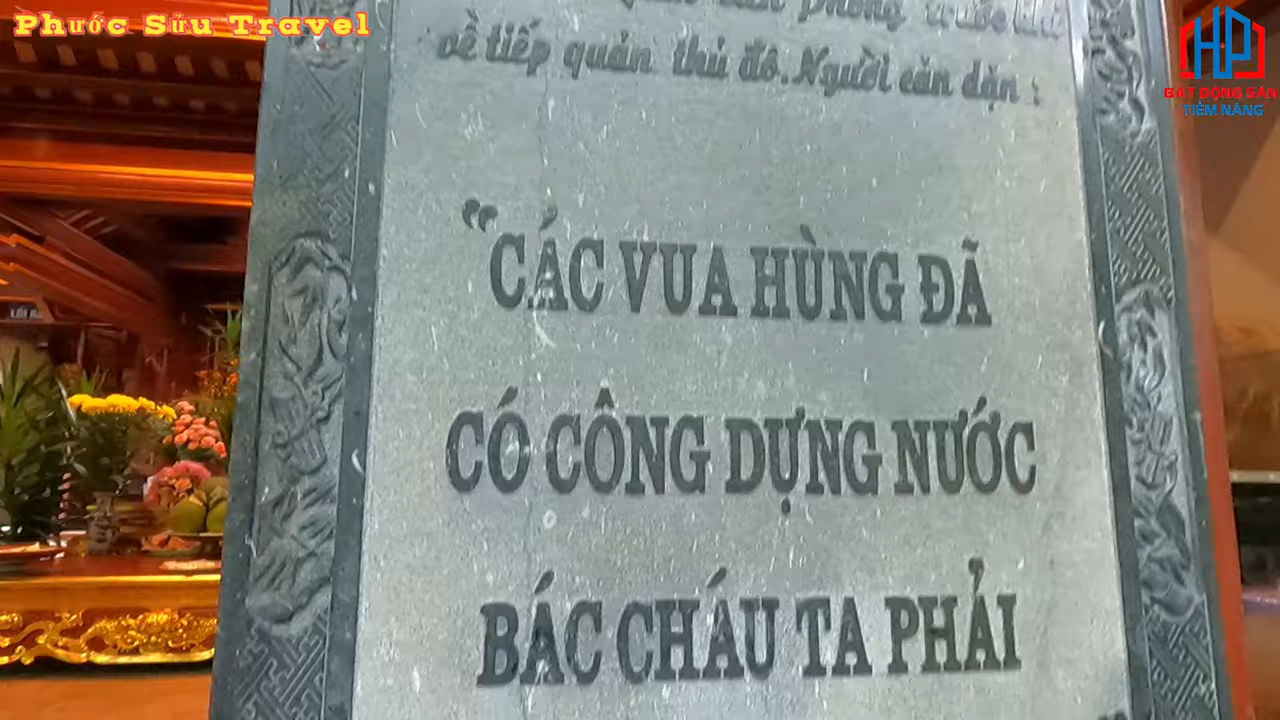 Phước Sửu Travel
HP
BẤT ĐỘNG SẢN
TIỀM NĂNG
về tiếp quản thủ đô. Người căn dặn :
“CÁC VUA HÙNG ĐÃ
CÓ CÔNG DỰNG NƯỚC
BÁC CHÁU TA PHẢI